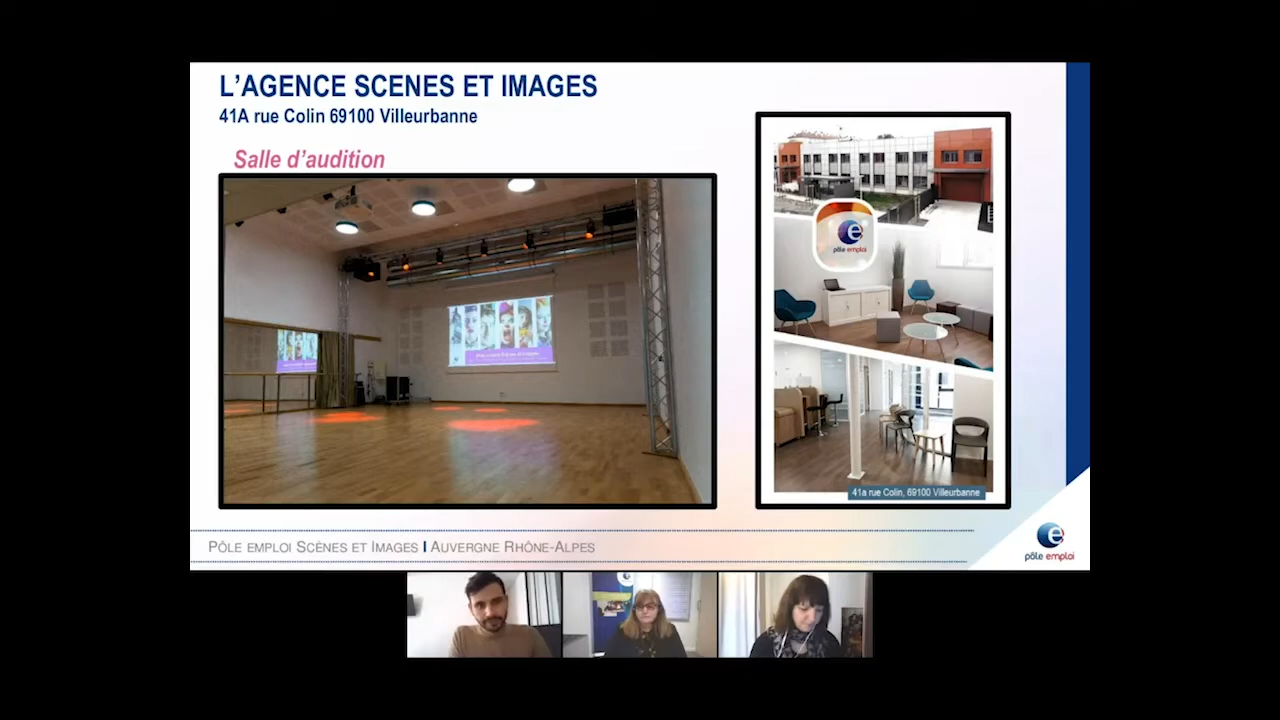 L’AGENCE SCENES ET IMAGES
41A rue Colin 69100 Villeurbanne
Salle d’audition
pôle emploi
41a rue Colin, 69100 Villeurbanne
PÔLE EMPLOI SCÈNES ET IMAGES I AUVERGNE RHÔNE-ALPES
pôle emploi